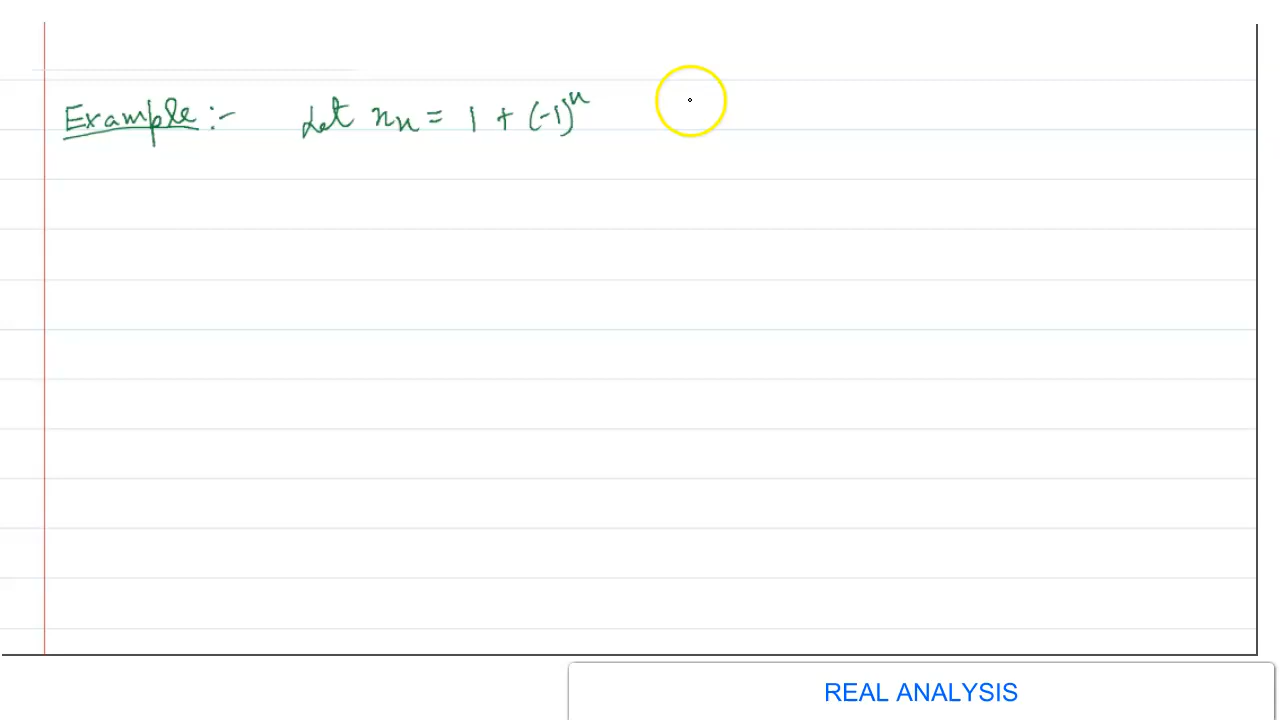 Example :- Let xₙ = 1 + (-1)ⁿ
REAL ANALYSIS